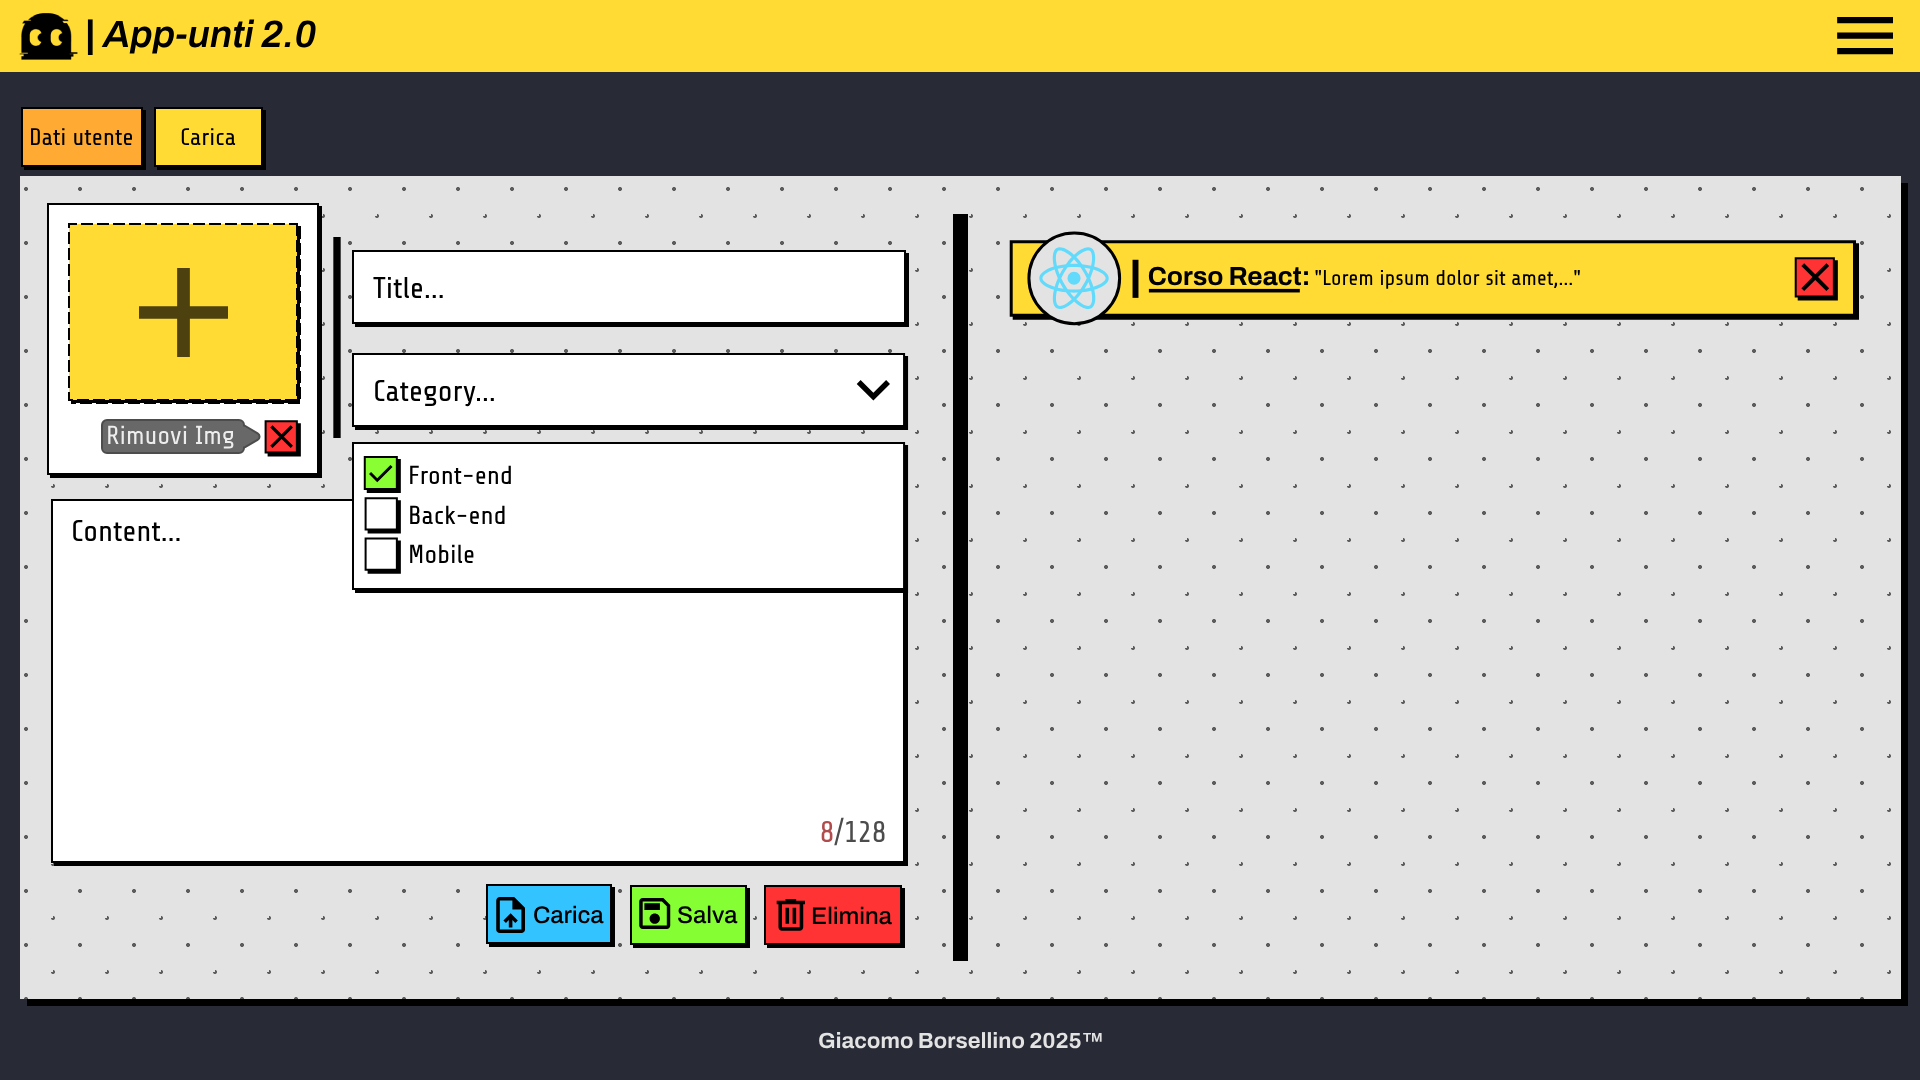 | App-unti 2.0
Dati utente
Carica
Rimuovi Img
Title...
Category...
Front-end
Back-end
Mobile
Content...
8/128
Carica
Salva
Elimina
Corso React: "Lorem ipsum dolor sit amet,..."
Giacomo Borsellino 2025™